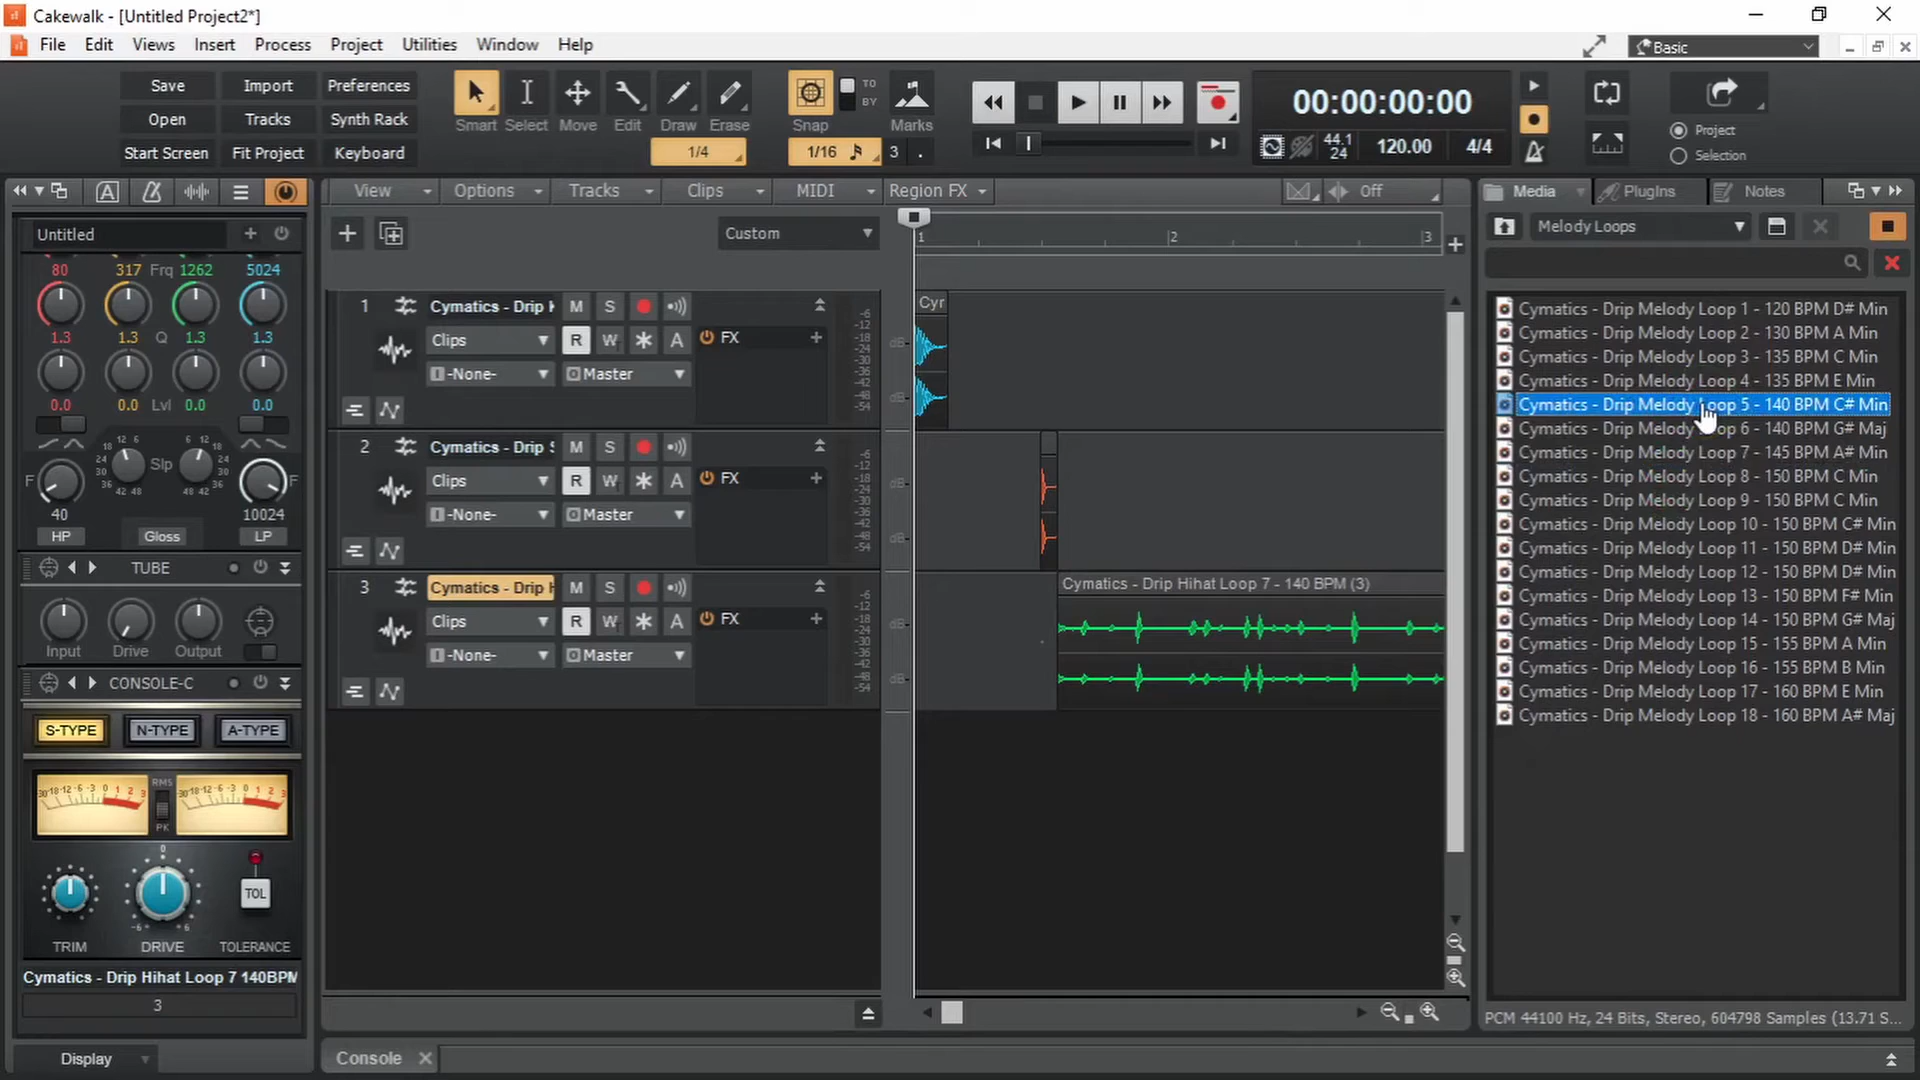 Cakewalk - [Untitled Project2*]
File Edit Views Insert Process Project Utilities Window Help
Basic
Save Import Preferences
Open Tracks Synth Rack
Start Screen Fit Project Keyboard
Smart Select Move Edit Draw Erase Snap Marks
TO
BY
1/4 1/16 3 .
00:00:00:00
44.1
24
120.00 4/4
Project
Selection
View Options Tracks Clips MIDI Region FX Off
Media PlugIns Notes
Untitled
Custom
1 2 3
Melody Loops
80 317 Frq 1262 5024
1.3 1.3 Q 1.3 1.3
0.0 0.0 Lvl 0.0 0.0
Slp
F F
40 10024
HP Gloss LP
TUBE
Input Drive Output
CONSOLE-C
S-TYPE N-TYPE A-TYPE
RMS
PK
TOL
TRIM DRIVE TOLERANCE
Cymatics - Drip Hihat Loop 7 140BPM
3
Display
1 Cymatics - Drip M S
Clips R W A FX
-None- Master
2 Cymatics - Drip S M S
Clips R W A FX
-None- Master
3 Cymatics - Drip H M S
Clips R W A FX
-None- Master
Cyr
Cymatics - Drip Hihat Loop 7 - 140 BPM (3)
Cymatics - Drip Melody Loop 1 - 120 BPM D# Min
Cymatics - Drip Melody Loop 2 - 130 BPM A Min
Cymatics - Drip Melody Loop 3 - 135 BPM C Min
Cymatics - Drip Melody Loop 4 - 135 BPM E Min
Cymatics - Drip Melody Loop 5 - 140 BPM C# Min
Cymatics - Drip Melody Loop 6 - 140 BPM G# Maj
Cymatics - Drip Melody Loop 7 - 145 BPM A# Min
Cymatics - Drip Melody Loop 8 - 150 BPM C Min
Cymatics - Drip Melody Loop 9 - 150 BPM C Min
Cymatics - Drip Melody Loop 10 - 150 BPM C# Min
Cymatics - Drip Melody Loop 11 - 150 BPM D# Min
Cymatics - Drip Melody Loop 12 - 150 BPM D# Min
Cymatics - Drip Melody Loop 13 - 150 BPM F# Min
Cymatics - Drip Melody Loop 14 - 150 BPM G# Maj
Cymatics - Drip Melody Loop 15 - 155 BPM A Min
Cymatics - Drip Melody Loop 16 - 155 BPM B Min
Cymatics - Drip Melody Loop 17 - 160 BPM E Min
Cymatics - Drip Melody Loop 18 - 160 BPM A# Maj
PCM 44100 Hz, 24 Bits, Stereo, 604798 Samples (13.71 S...
Console